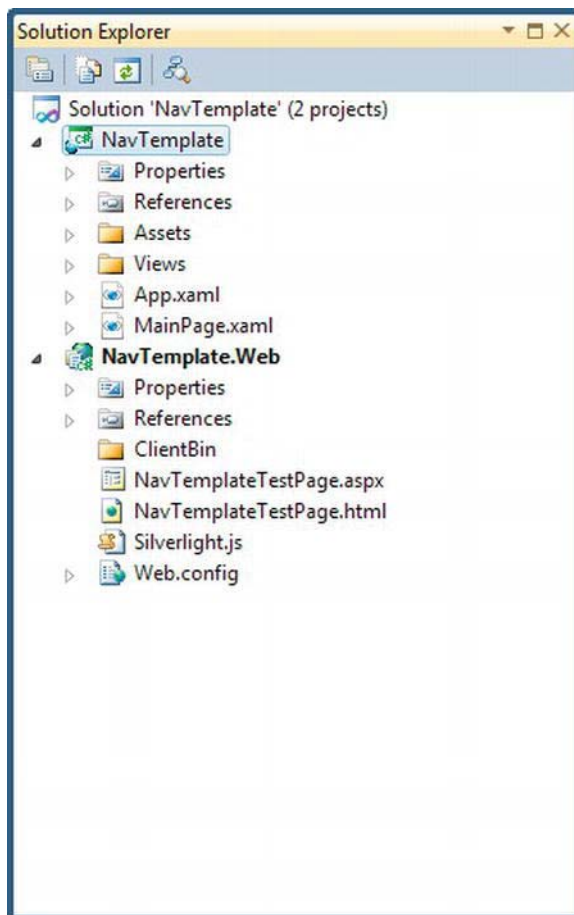 Solution Explorer
Solution 'NavTemplate' (2 projects)
NavTemplate
Properties
References
Assets
Views
App.xaml
MainPage.xaml
NavTemplate.Web
Properties
References
ClientBin
NavTemplateTestPage.aspx
NavTemplateTestPage.html
Silverlight.js
Web.config